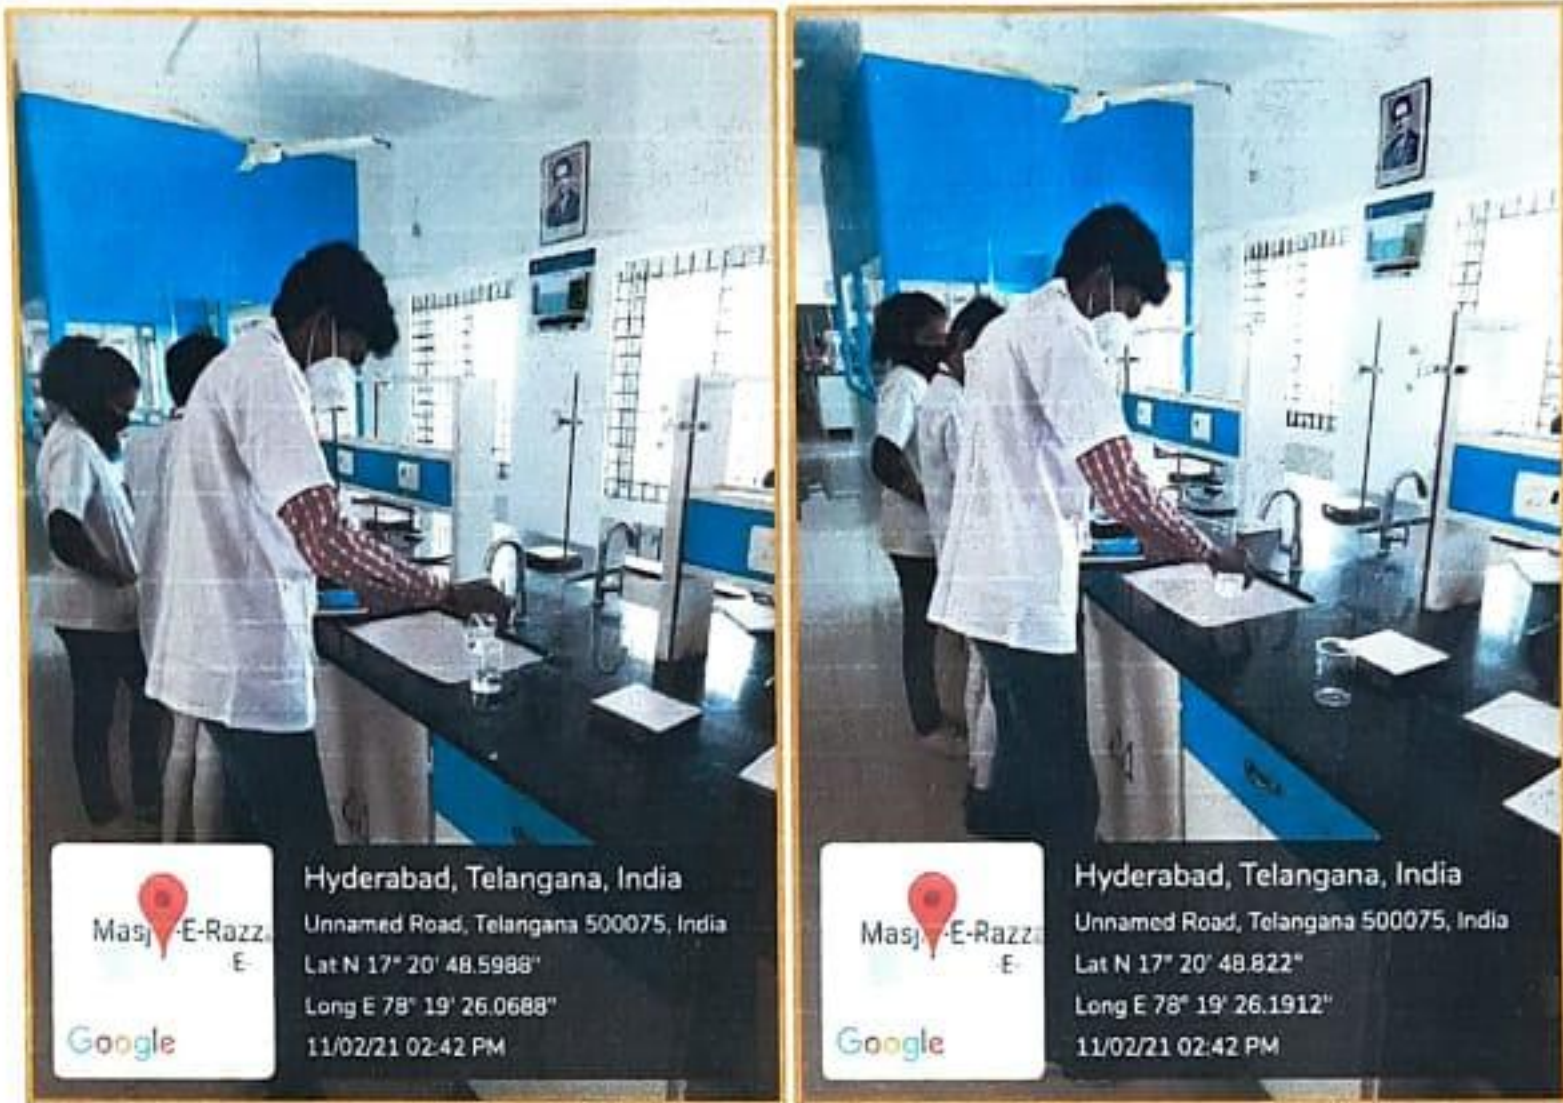 Hyderabad, Telangana, India
Unnamed Road, Telangana 500075, India
Lat N 17° 20' 48.5988"
Long E 78° 19' 26.0688"
11/02/21 02:42 PM
Masj -E-Razz
E-
Google
Hyderabad, Telangana, India
Unnamed Road, Telangana 500075, India
Lat N 17° 20' 48.822"
Long E 78° 19' 26.1912"
11/02/21 02:42 PM
Masj -E-Razz
-E-
Google